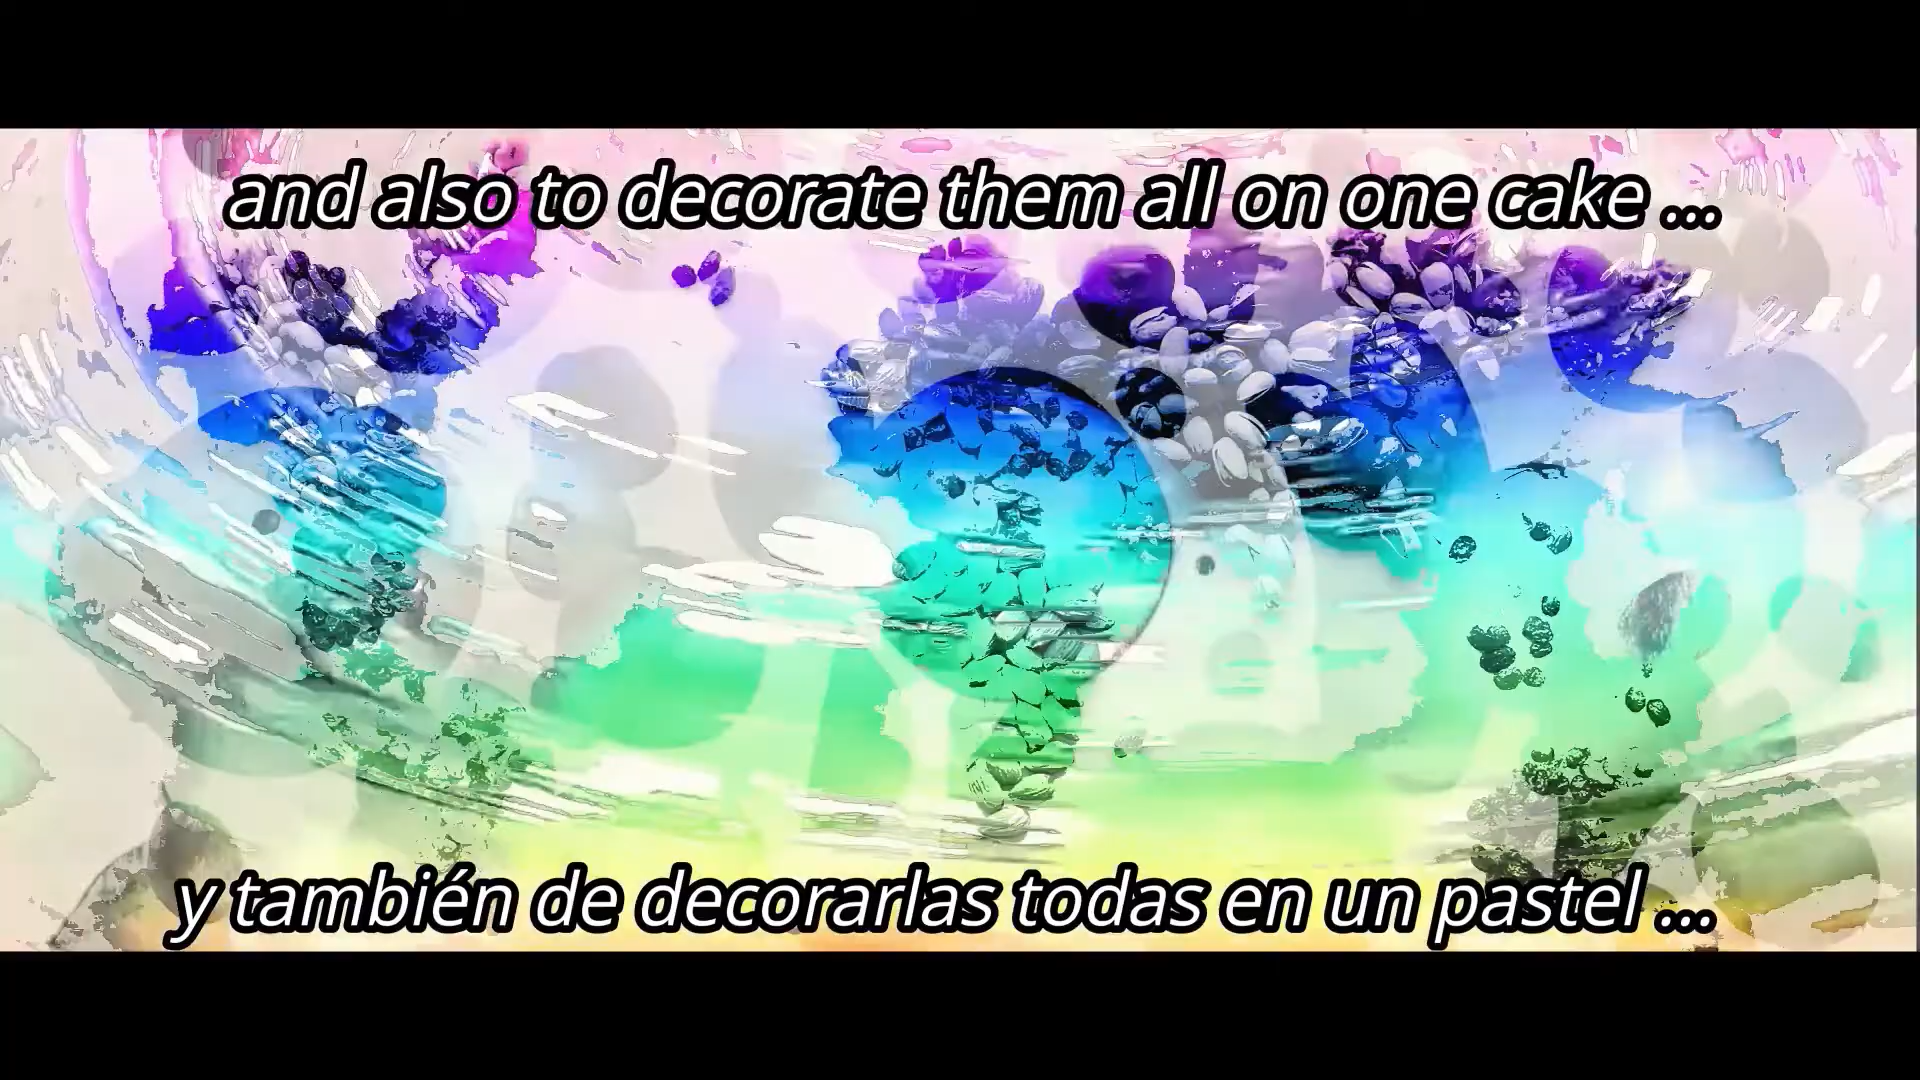 and also to decorate them all on one cake ...
y también de decorarlas todas en un pastel ...